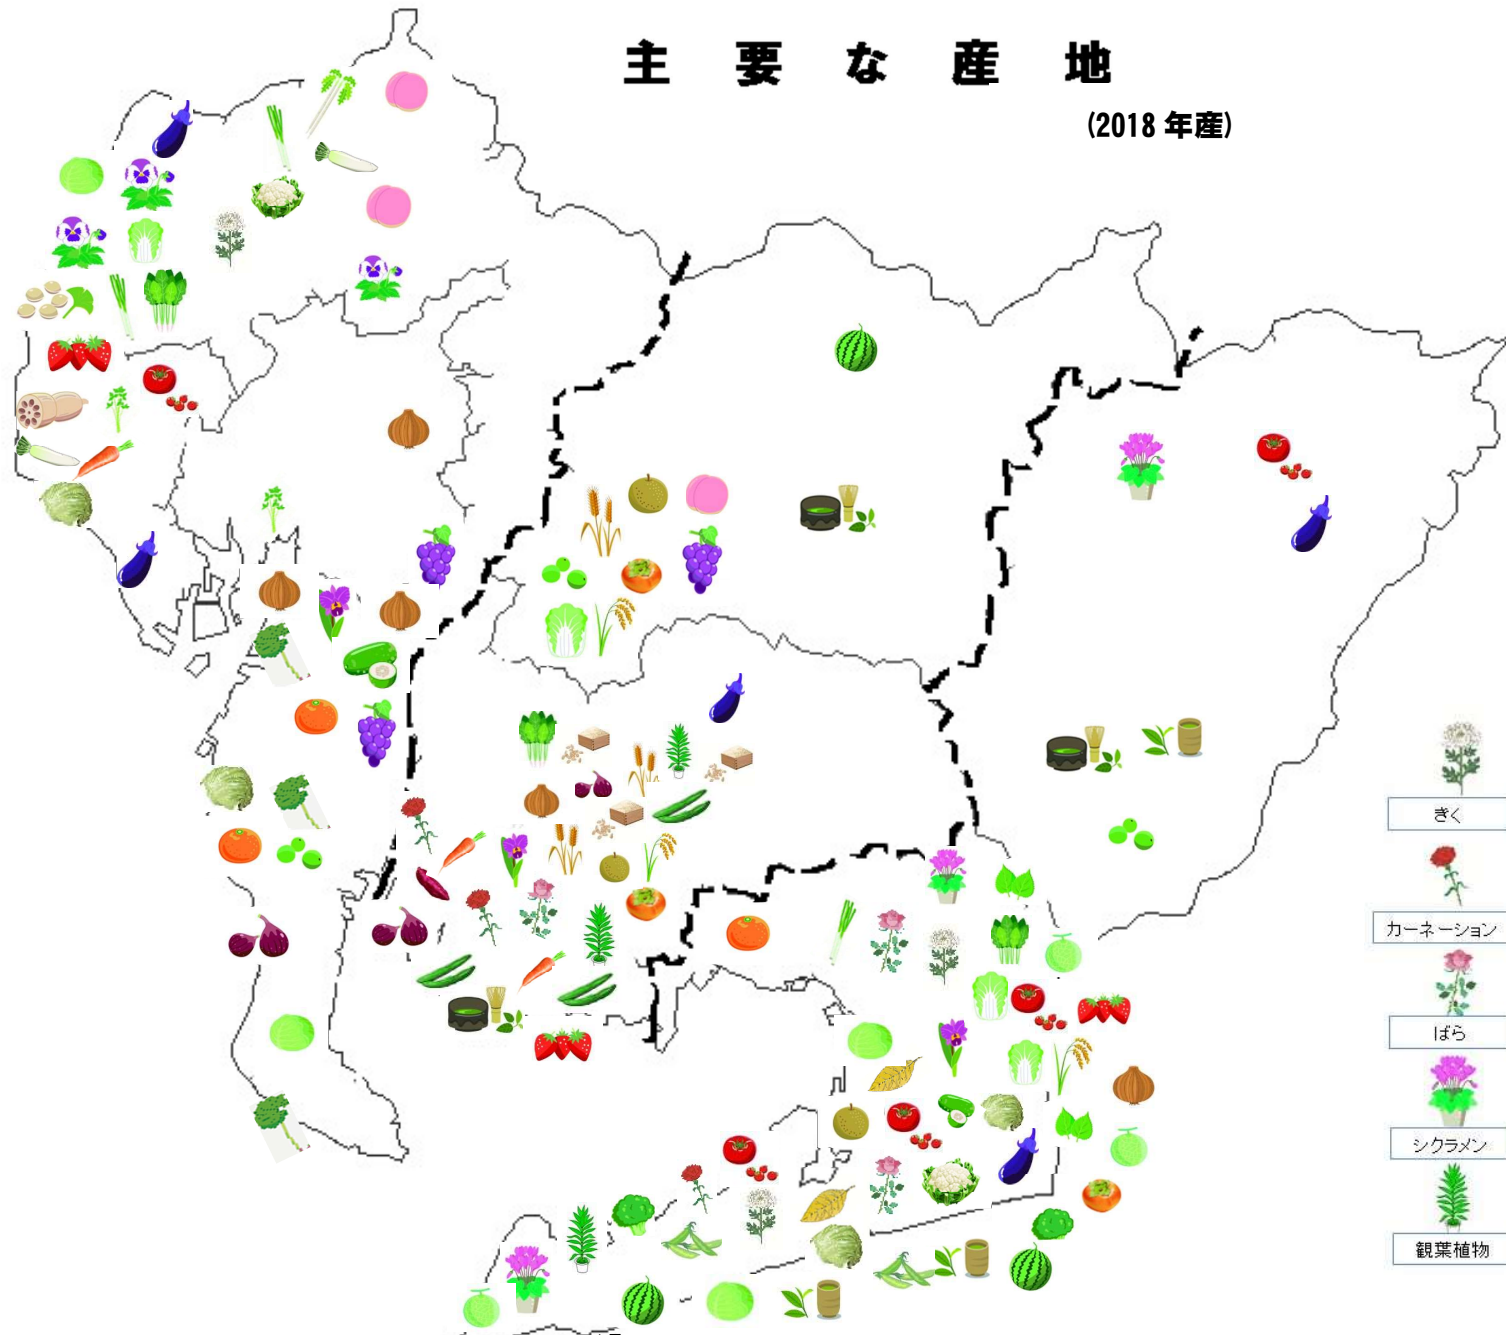 主要な産地
(2018 年産)
きく
カーネーション
ばら
シクラメン
観葉植物